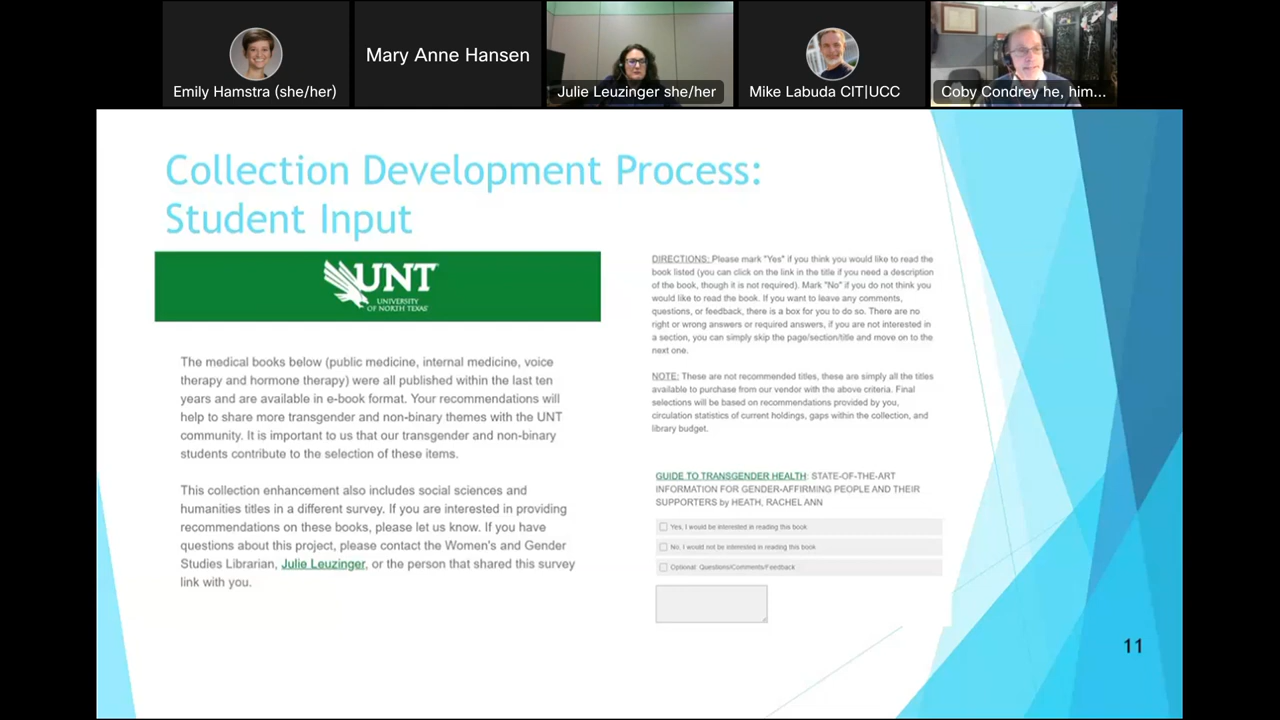 Emily Hamstra (she/her)
Mary Anne Hansen
Julie Leuzinger she/her
Mike Labuda CIT|UCC
Coby Condrey he, him...
Collection Development Process:
Student Input
UNT
UNIVERSITY
OF NORTH TEXAS
The medical books below (public medicine, internal medicine, voice
therapy and hormone therapy) were all published within the last ten
years and are available in e-book format. Your recommendations will
help to share more transgender and non-binary themes with the UNT
community. It is important to us that our transgender and non-binary
students contribute to the selection of these items.
This collection enhancement also includes social sciences and
humanities titles in a different survey. If you are interested in providing
recommendations on these books, please let us know. If you have
questions about this project, please contact the Women's and Gender
Studies Librarian, Julie Leuzinger, or the person that shared this survey
link with you.
DIRECTIONS: Please mark "Yes" if you think you would like to read the
book listed (you can click on the link in the title if you need a description
of the book, though it is not required). Mark "No" if you do not think you
would like to read the book. If you want to leave any comments,
questions, or feedback, there is a box for you to do so. There are no
right or wrong answers or required answers, if you are not interested in
a section, you can simply skip the page/section/title and move on to the
next one.
NOTE: These are not recommended titles, these are simply all the titles
available to purchase from our vendor with the above criteria. Final
selections will be based on recommendations provided by you,
circulation statistics of current holdings, gaps within the collection, and
library budget.
GUIDE TO TRANSGENDER HEALTH: STATE-OF-THE-ART
INFORMATION FOR GENDER-AFFIRMING PEOPLE AND THEIR
SUPPORTERS by HEATH, RACHEL ANN
Yes, I would be interested in reading this book
No, I would not be interested in reading this book
Optional: Questions/Comments/Feedback
11